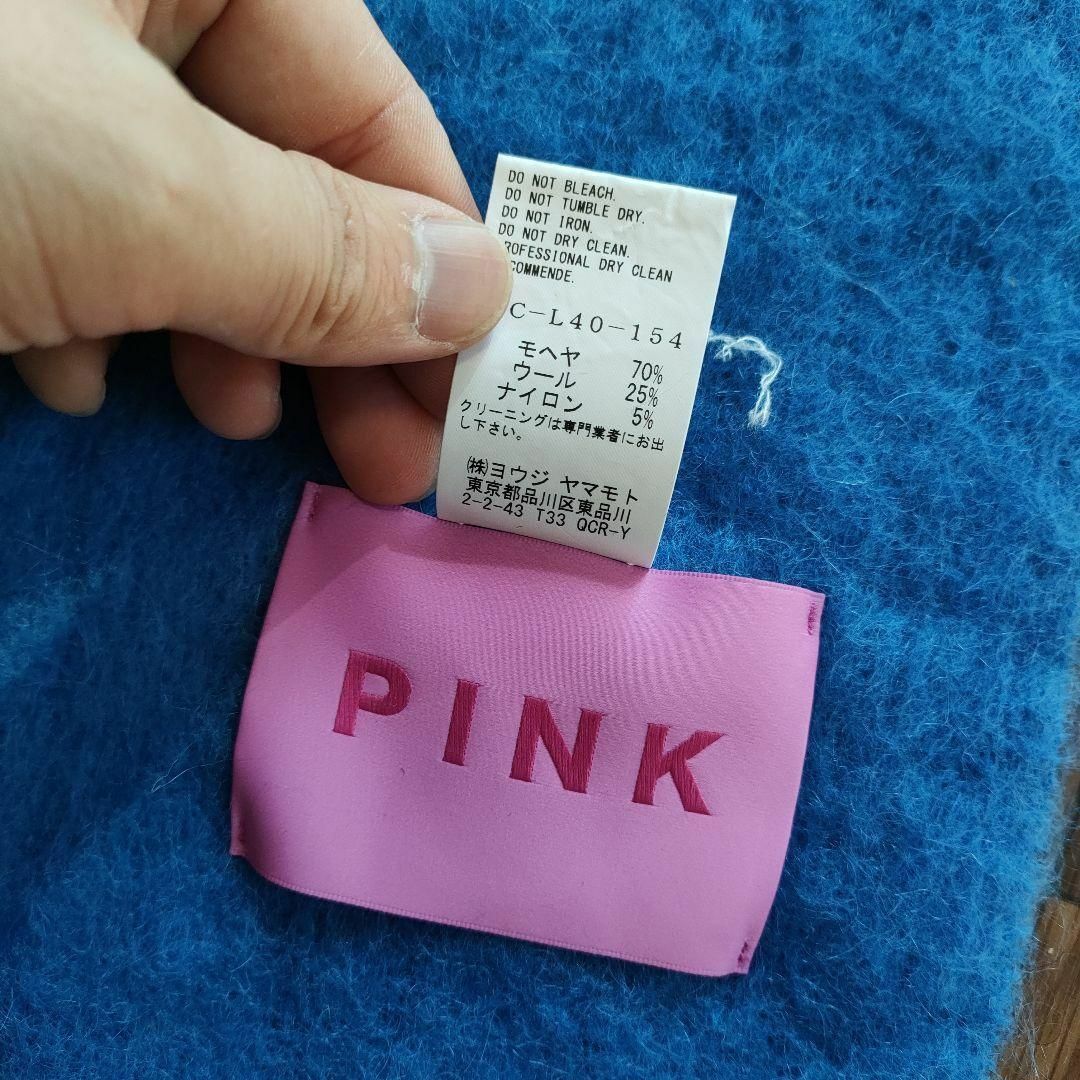 DO NOT BLEACH.
DO NOT TUMBLE DRY.
DO NOT IRON.
DO NOT DRY CLEAN.
ROFESSIONAL DRY CLEAN
COMMENDE.
C-L40-154
モヘヤ 70%
ウール 25%
ナイロン 5%
クリーニングは専門業者にお出
し下さい。
㈱ヨウジ ヤマモト
東京都品川区東品川
2-2-43 T33 QCR-Y
PINK